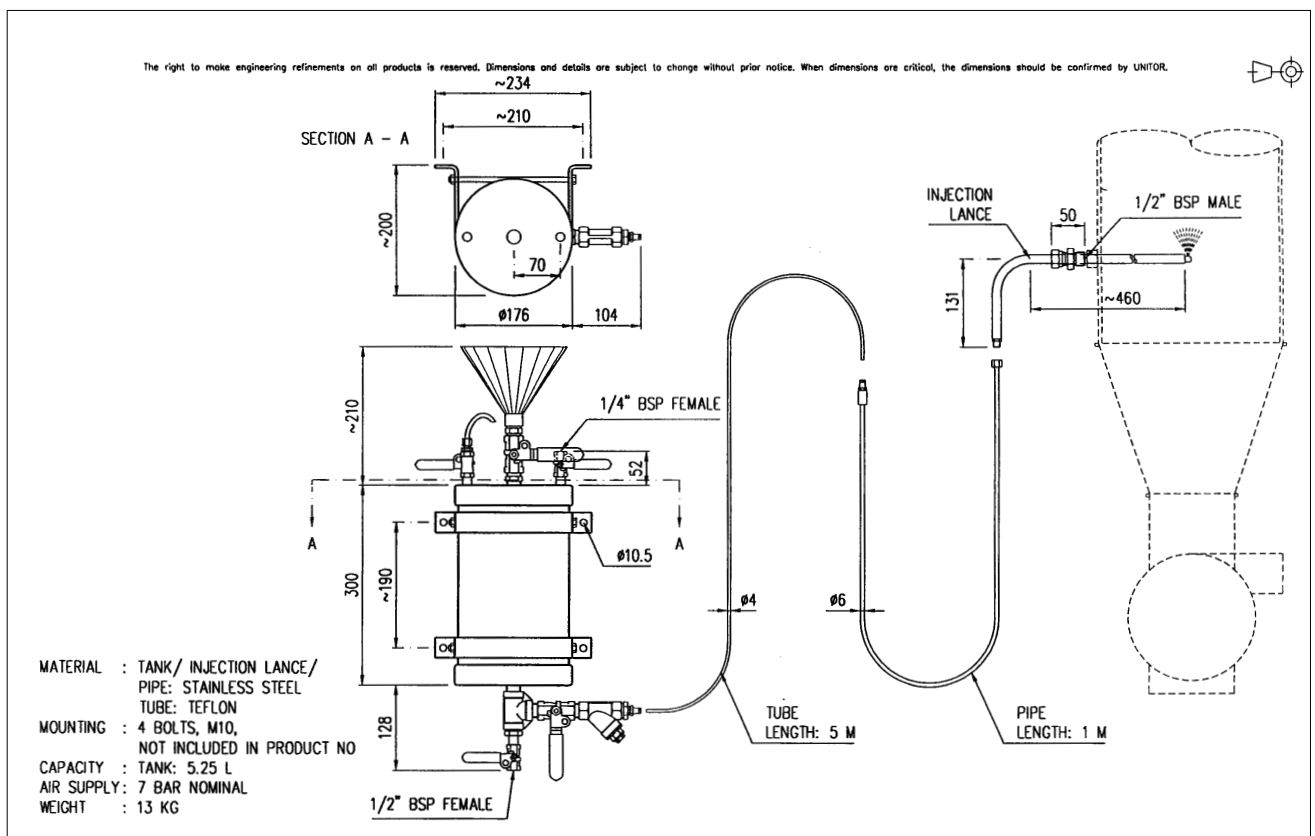 The right to make engineering refinements on all products is reserved. Dimensions and details are subject to change without prior notice. When dimensions are critical, the dimensions should be confirmed by UNITOR.
~234
~210
SECTION A - A
~200
70
ø176
104
INJECTION
LANCE
50
1/2" BSP MALE
131
~460
~210
1/4" BSP FEMALE
52
A
A
ø10.5
300
~190
ø4
ø6
128
TUBE
LENGTH: 5 M
PIPE
LENGTH: 1 M
1/2" BSP FEMALE
MATERIAL : TANK/ INJECTION LANCE/
PIPE: STAINLESS STEEL
TUBE: TEFLON
MOUNTING : 4 BOLTS, M10,
NOT INCLUDED IN PRODUCT NO
CAPACITY : TANK: 5.25 L
AIR SUPPLY: 7 BAR NOMINAL
WEIGHT : 13 KG